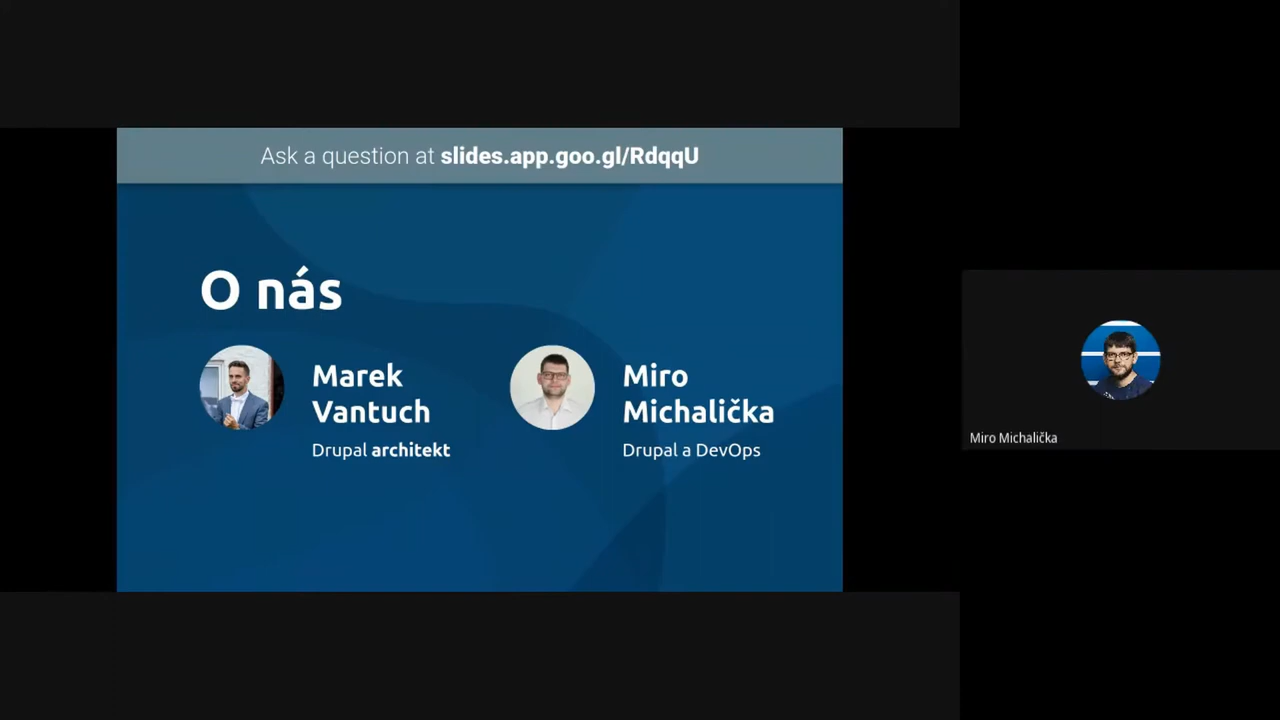 Ask a question at slides.app.goo.gl/RdqqU
O nás
Marek
Vantuch
Drupal architekt
Miro
Michalička
Drupal a DevOps
Miro Michalička